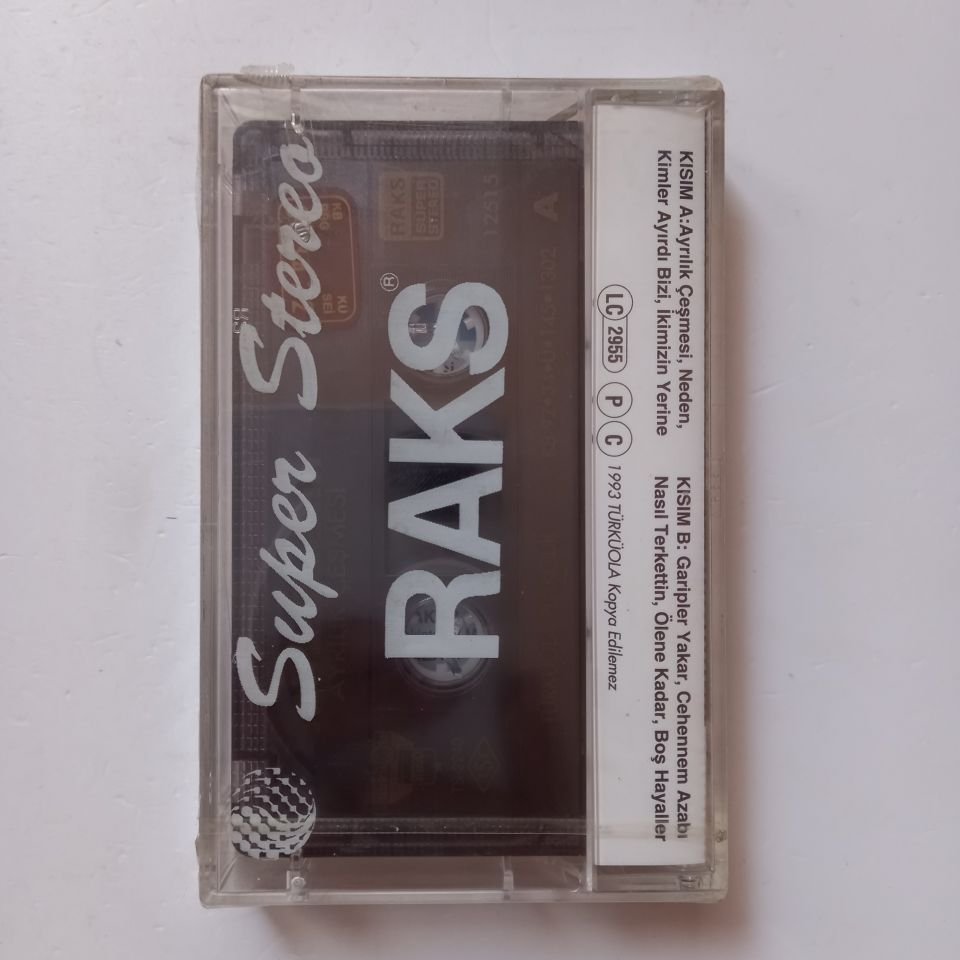 Super Stereo
RAKS®
KISIM A:Ayrılık Çeşmesi, Neden,
Kimler Ayırdı Bizi, İkimizin Yerine
KISIM B: Garipler Yakar, Cehennem Azabı
Nasıl Terkettin, Ölene Kadar, Boş Hayaller
LC 2955 P C 1993 TÜRKÜOLA Kopya Edilemez
A